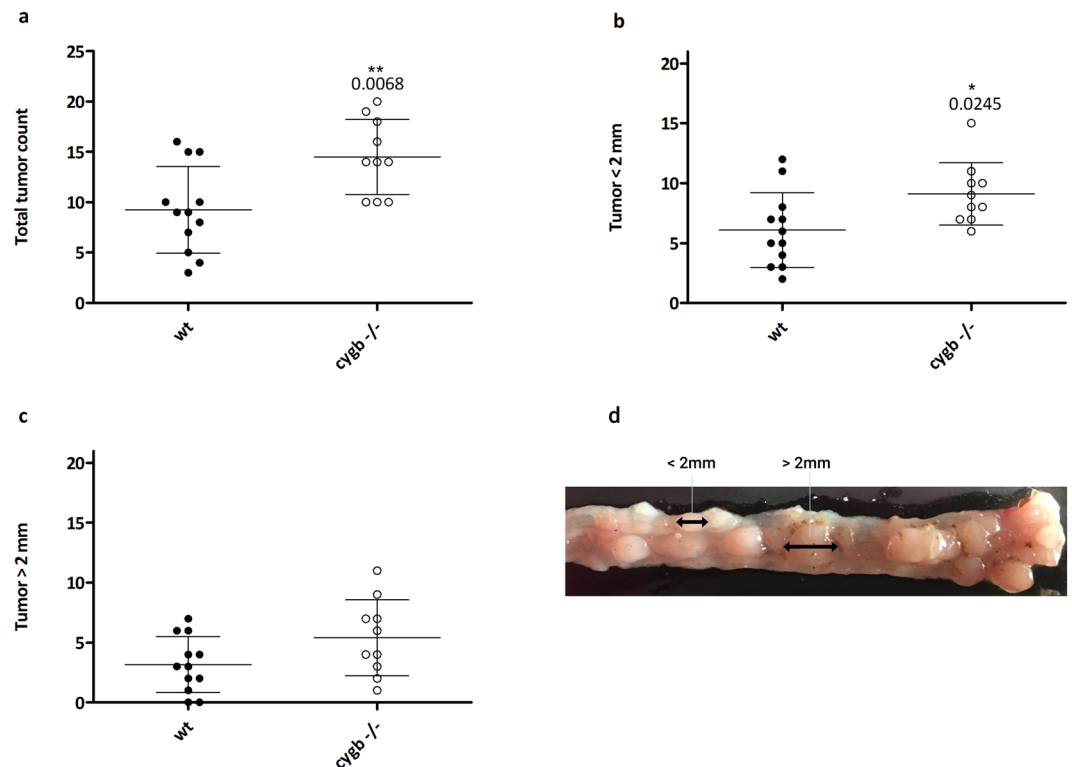 a
25
20
15
10
5
0
Total tumor count
**
0.0068
wt
cygb -/-
b
20
15
10
5
0
Tumor < 2 mm
*
0.0245
wt
cygb -/-
c
20
15
10
5
0
Tumor > 2 mm
wt
cygb -/-
d
< 2mm
> 2mm